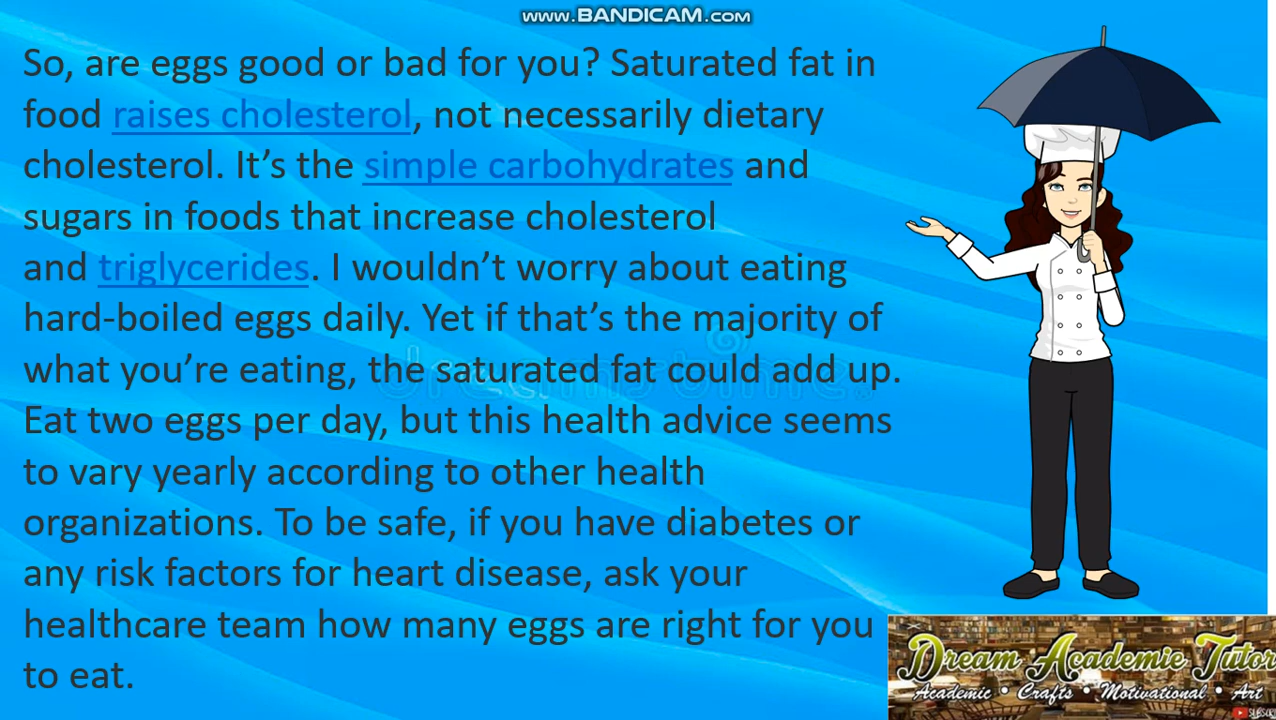 www.BANDICAM.com
So, are eggs good or bad for you? Saturated fat in
food raises cholesterol, not necessarily dietary
cholesterol. It’s the simple carbohydrates and
sugars in foods that increase cholesterol
and triglycerides. I wouldn’t worry about eating
hard-boiled eggs daily. Yet if that’s the majority of
what you’re eating, the saturated fat could add up.
Eat two eggs per day, but this health advice seems
to vary yearly according to other health
organizations. To be safe, if you have diabetes or
any risk factors for heart disease, ask your
healthcare team how many eggs are right for you
to eat.
dreamstime
Dream Academic Tutor
Academic • Crafts • Motivational • Art